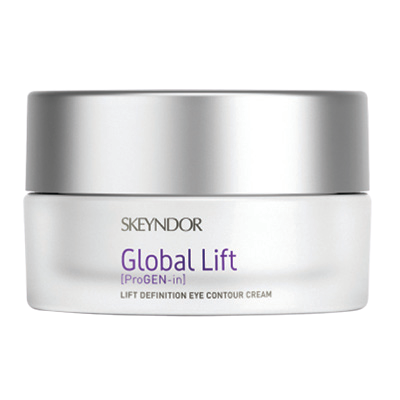 SKEYNDOR
Global Lift
[ProGEN-in]
LIFT DEFINITION EYE CONTOUR CREAM